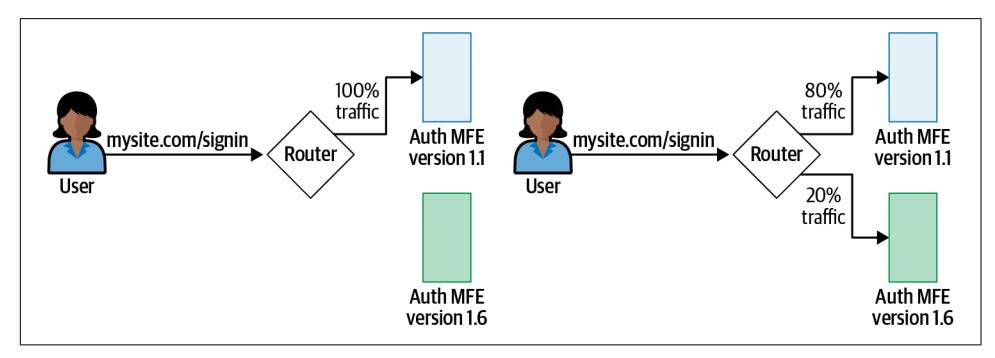 100%
traffic
mysite.com/signin
Router
User
Auth MFE
version 1.1
Auth MFE
version 1.6
80%
traffic
mysite.com/signin
Router
User
20%
traffic
Auth MFE
version 1.1
Auth MFE
version 1.6